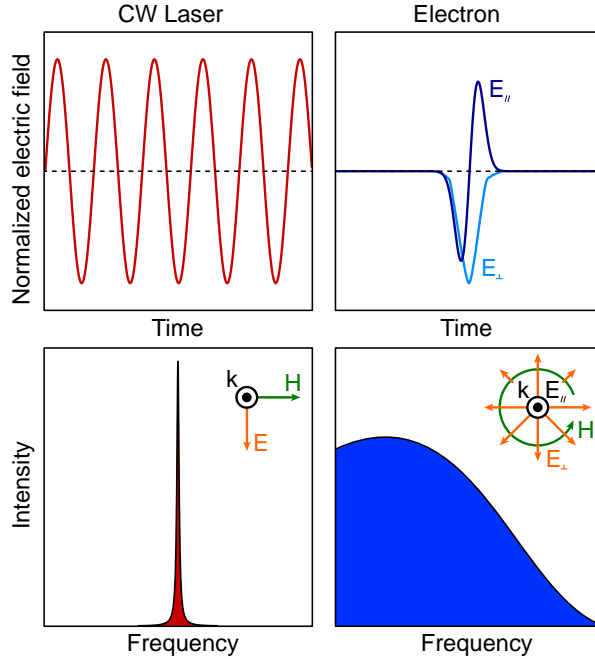 CW Laser
Electron
Normalized electric field
E//
E⊥
Time
Time
Intensity
k
H
E
k
E//
H
E⊥
Frequency
Frequency